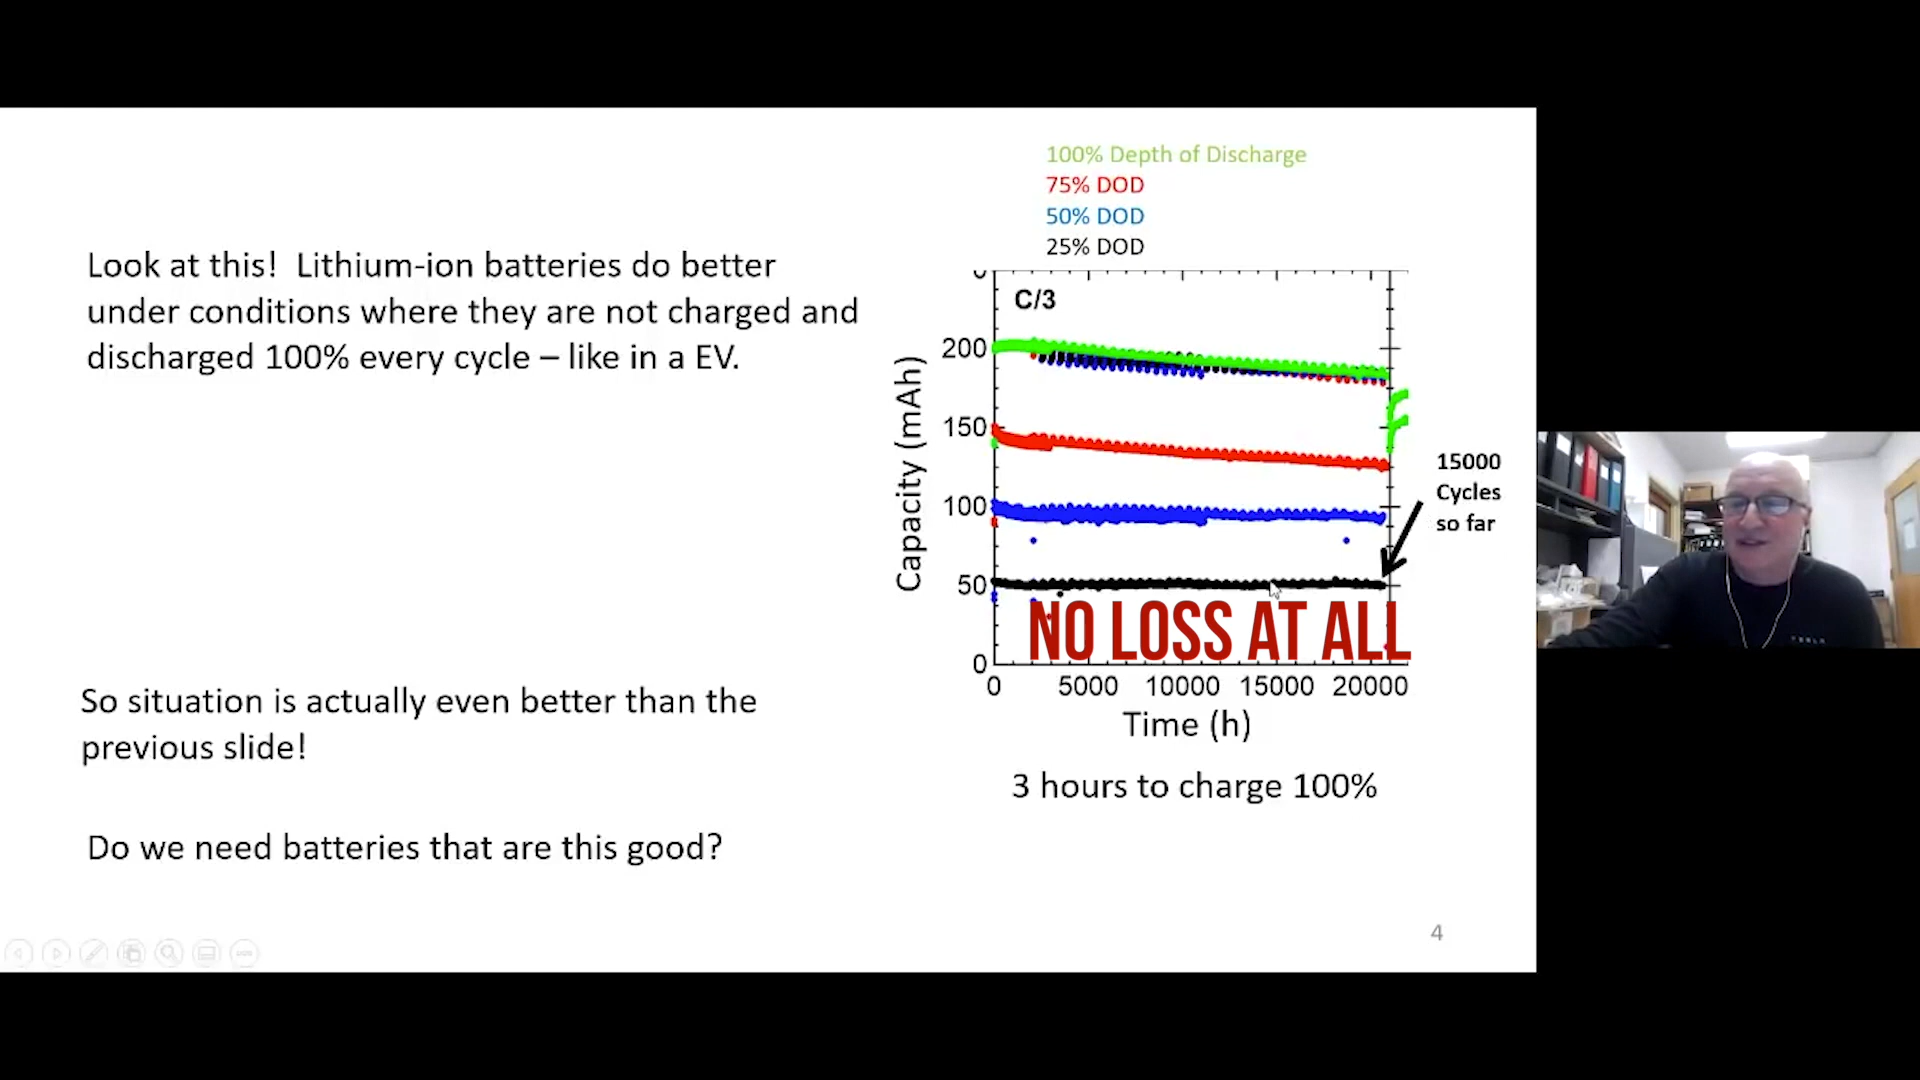 100% Depth of Discharge
75% DOD
50% DOD
25% DOD
Look at this! Lithium-ion batteries do better
under conditions where they are not charged and
discharged 100% every cycle – like in a EV.
C/3
Capacity (mAh)
200
150
100
50
0
15000
Cycles
so far
NO LOSS AT ALL
0 5000 10000 15000 20000
Time (h)
3 hours to charge 100%
So situation is actually even better than the
previous slide!
Do we need batteries that are this good?
4
TESLA